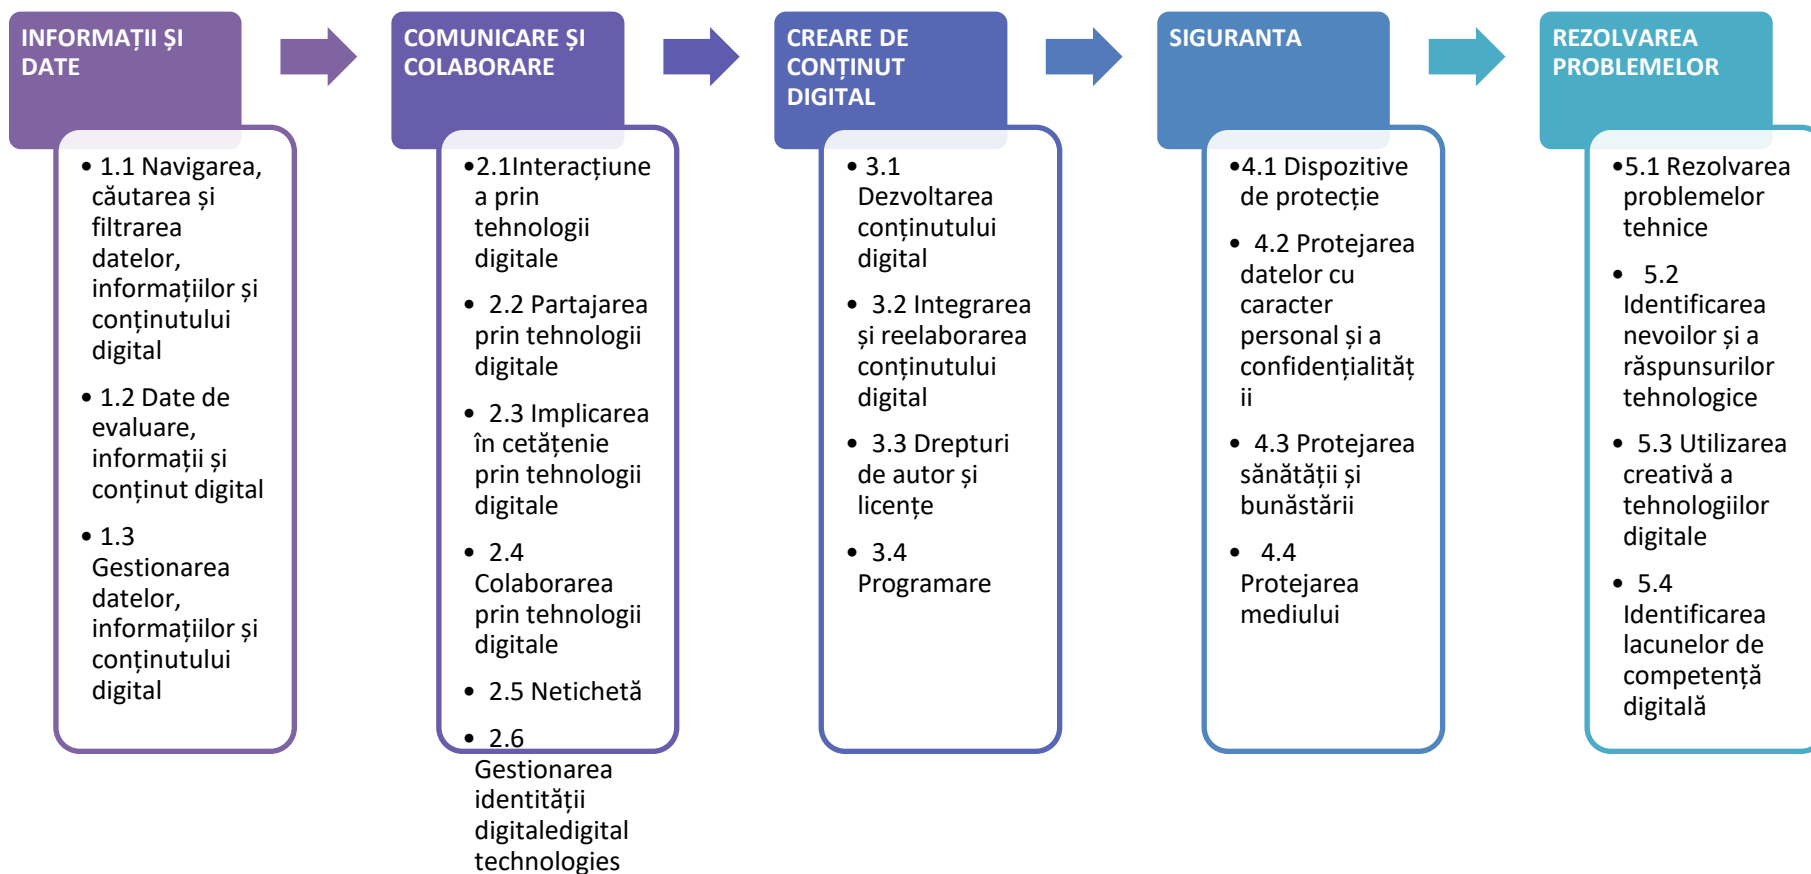 INFORMAȚII ȘI
DATE
• 1.1 Navigarea,
căutarea și
filtrarea
datelor,
informațiilor și
conținutului
digital
• 1.2 Date de
evaluare,
informații și
conținut digital
• 1.3
Gestionarea
datelor,
informațiilor și
conținutului
digital
COMUNICARE ȘI
COLABORARE
•2.1Interacțiune
a prin
tehnologii
digitale
• 2.2 Partajarea
prin tehnologii
digitale
• 2.3 Implicarea
în cetățenie
prin tehnologii
digitale
• 2.4
Colaborarea
prin tehnologii
digitale
• 2.5 Netichetă
• 2.6
Gestionarea
identității
digitaledigital
technologies
CREARE DE
CONȚINUT
DIGITAL
• 3.1
Dezvoltarea
conținutului
digital
• 3.2 Integrarea
și reelaborarea
conținutului
digital
• 3.3 Drepturi
de autor și
licențe
• 3.4
Programare
SIGURANTA
•4.1 Dispozitive
de protecție
• 4.2 Protejarea
datelor cu
caracter
personal și a
confidențialităț
ii
• 4.3 Protejarea
sănătății și
bunăstării
• 4.4
Protejarea
mediului
REZOLVAREA
PROBLEMELOR
•5.1 Rezolvarea
problemelor
tehnice
• 5.2
Identificarea
nevoilor și a
răspunsurilor
tehnologice
• 5.3 Utilizarea
creativă a
tehnologiilor
digitale
• 5.4
Identificarea
lacunelor de
competență
digitală